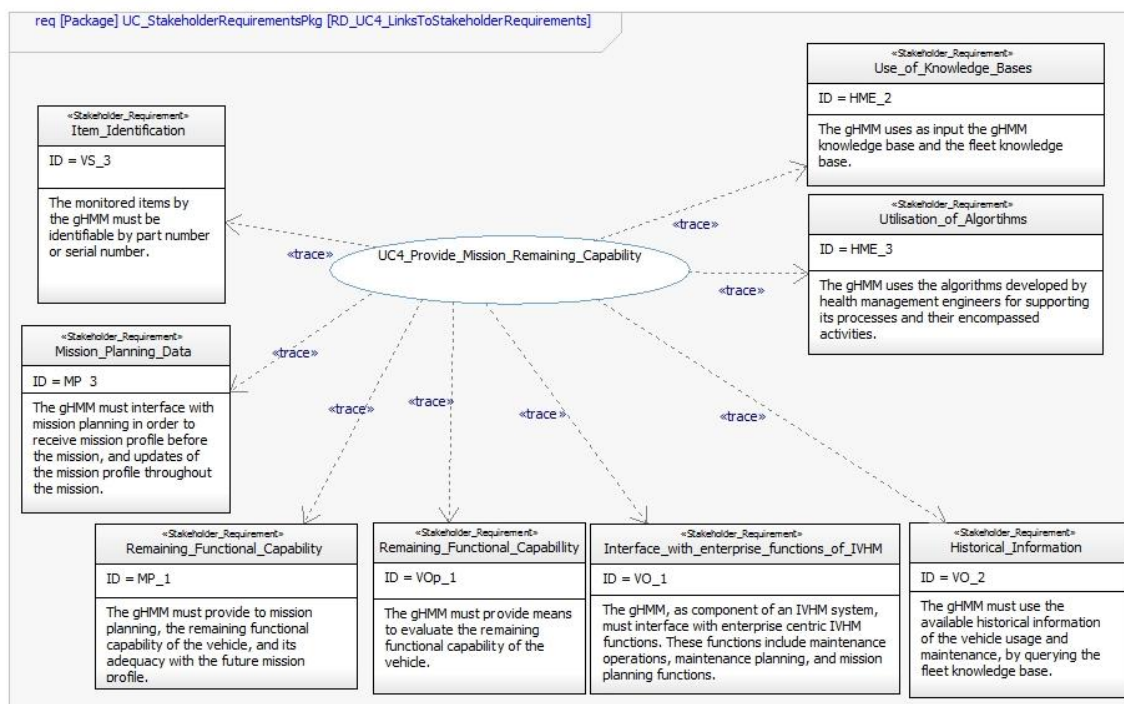 req [Package] UC_StakeholderRequirementsPkg [RD_UC4_LinksToStakeholderRequirements]
«Stakeholder_Requirement»
Use_of_Knowledge_Bases
ID = HME_2
The gHMM uses as input the gHMM
knowledge base and the fleet knowledge
base.
«Stakeholder_Requirement»
Item_Identification
ID = VS_3
The monitored items by
the gHMM must be
identifiable by part number
or serial number.
«Stakeholder_Requirement»
Utilisation_of_Algortihms
ID = HME_3
The gHMM uses the algorithms developed by
health management engineers for supporting
its processes and their encompassed
activities.
«trace»
«trace»
UC4_Provide_Mission_Remaining_Capability
«trace»
«Stakeholder_Requirement»
Mission_Planning_Data
ID = MP_3
The gHMM must interface with
mission planning in order to
receive mission profile before
the mission, and updates of
the mission profile throughout
the mission.
«trace»
«trace»
«trace»
«trace»
«trace»
«Stakeholder_Requirement»
Remaining_Functional_Capability
ID = MP_1
The gHMM must provide to mission
planning, the remaining functional
capability of the vehicle, and its
adequacy with the future mission
profile.
«Stakeholder_Requirement»
Remaining_Functional_Capabillity
ID = VOp_1
The gHMM must provide means
to evaluate the remaining
functional capability of the
vehicle.
«Stakeholder_Requirement»
Interface_with_enterprise_functions_of_IVHM
ID = VO_1
The gHMM, as component of an IVHM system,
must interface with enterprise centric IVHM
functions. These functions include maintenance
operations, maintenance planning, and mission
planning functions.
«Stakeholder_Requirement»
Historical_Information
ID = VO_2
The gHMM must use the
available historical information
of the vehicle usage and
maintenance, by querying the
fleet knowledge base.